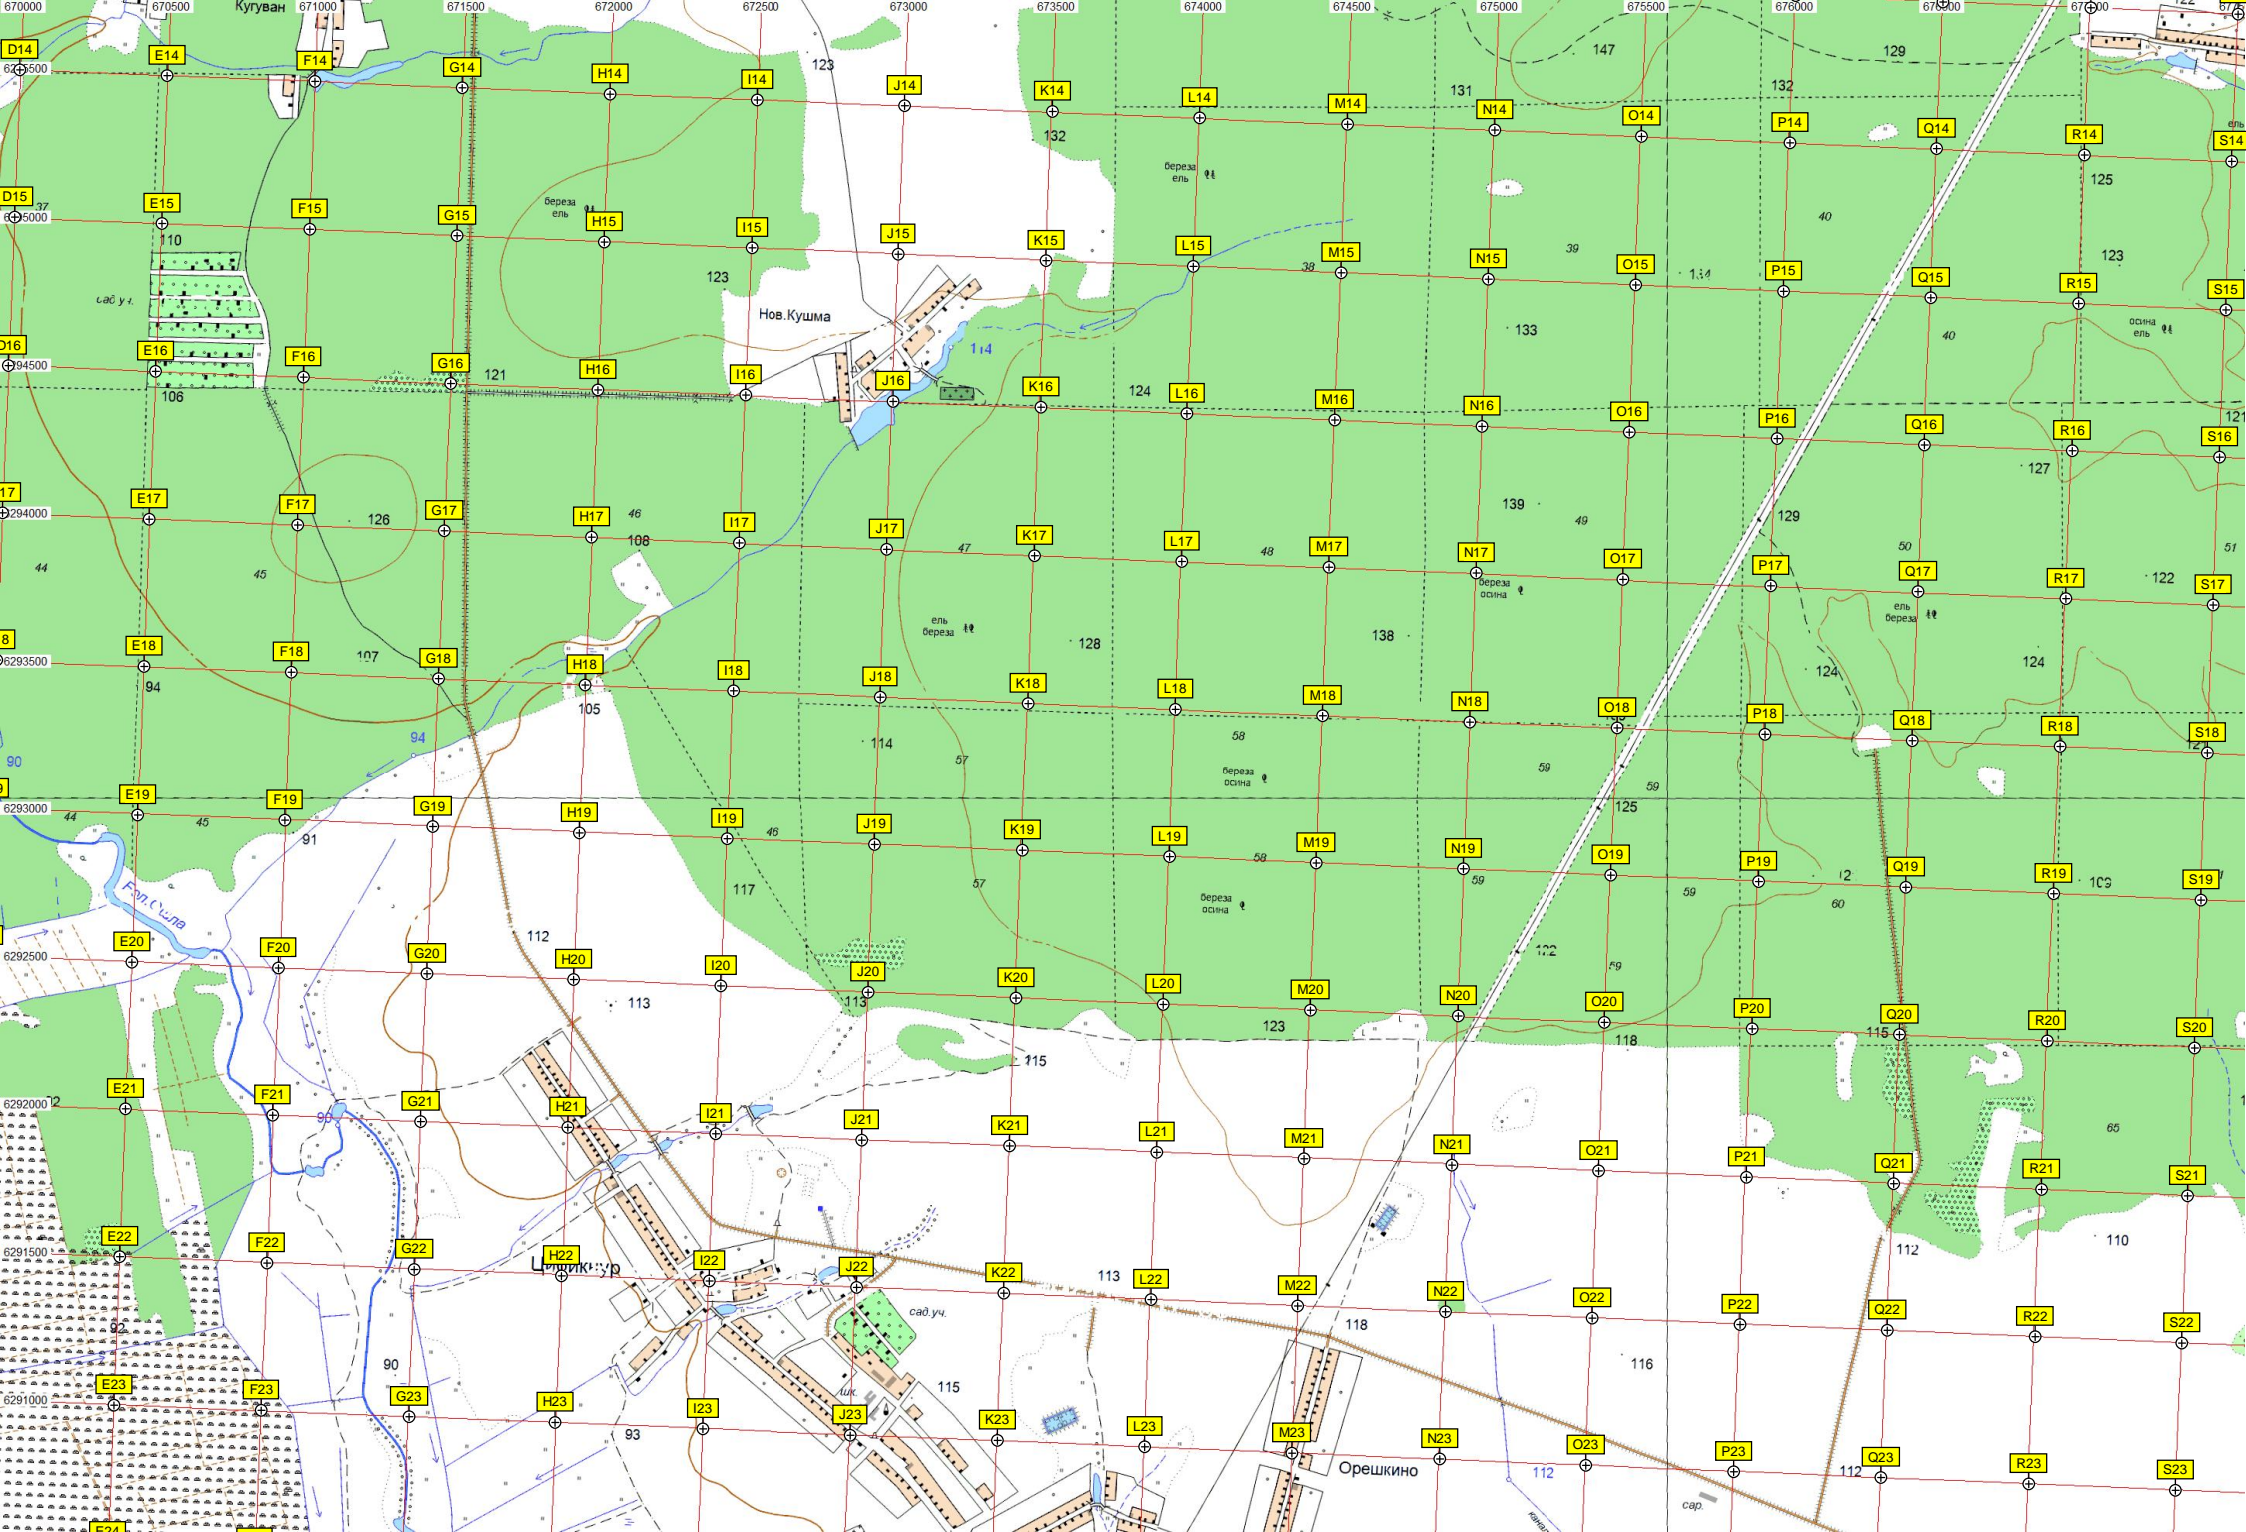 670000 670500 671000 671500 672000 672500 673000 673500 674000 674500 675000 675500 676000
Кугуван
D14 E14 F14 G14 H14 I14 J14 K14 L14 M14 N14 O14 P14 Q14 R14 S14
123 132 131 147 132 129 125
береза
ель
береза
ель
D15 E15 F15 G15 H15 I15 J15 K15 L15 M15 N15 O15 P15 Q15 R15 S15
37
110
сад уч.
123
Нов.Кушма
114
38 39 40
133
123
осина
ель
40
E16 F16 G16 H16 I16 J16 K16 L16 M16 N16 O16 P16 Q16 R16 S16
106 121 124 127
6294000
E17 F17 G17 H17 I17 J17 K17 L17 M17 N17 O17 P17 Q17 R17 S17
126 46 108 47 48 139 49 129 50 51
44 45
береза
осина
ель
береза
ель
береза
122
128 138 124 124
6293500
E18 F18 G18 H18 I18 J18 K18 L18 M18 N18 O18 P18 Q18 R18 S18
94 107 105
94
90
114 57 58 59 59
береза
осина
125
6293000
E19 F19 G19 H19 I19 J19 K19 L19 M19 N19 O19 P19 Q19 R19 S19
44 45 46 58 59 59 60 109
91 117 57
береза
осина
112 122 59
6292500
E20 F20 G20 H20 I20 J20 K20 L20 M20 N20 O20 P20 Q20 R20 S20
113 113 123 118 115
115
6292000
E21 F21 G21 H21 I21 J21 K21 L21 M21 N21 O21 P21 Q21 R21 S21
90
65
6291500
E22 F22 G22 H22 I22 J22 K22 L22 M22 N22 O22 P22 Q22 R22 S22
113 112 110
92 сад.уч. 118
90 115 116
шк.
6291000
E23 F23 G23 H23 I23 J23 K23 L23 M23 N23 O23 P23 Q23 R23 S23
93
Орешкино
112 112
сар.